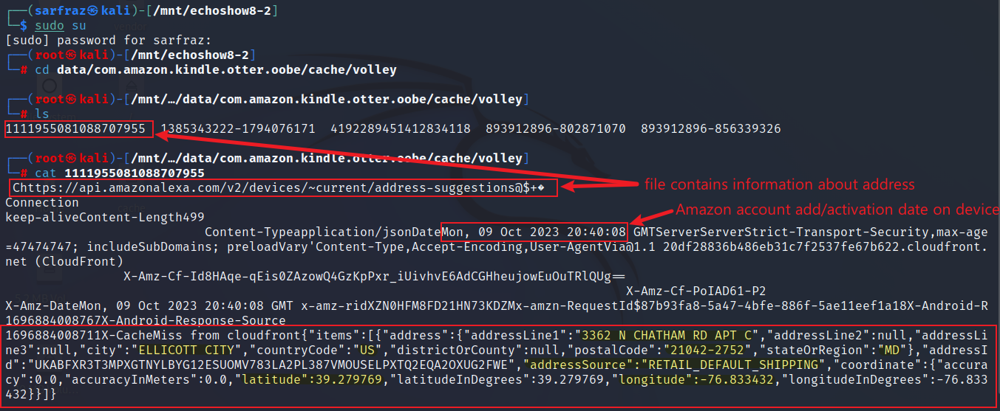 (sarfraz㉿kali)-[/mnt/echoshow8-2]
$ sudo su
[sudo] password for sarfraz:
(root㉿kali)-[/mnt/echoshow8-2]
# cd data/com.amazon.kindle.otter.oobe/cache/volley
(root㉿kali)-[/mnt/…/data/com.amazon.kindle.otter.oobe/cache/volley]
# ls
1111955081088707955 1385343222-1794076171 4192289451412834118 893912896-802871070 893912896-856339326
(root㉿kali)-[/mnt/…/data/com.amazon.kindle.otter.oobe/cache/volley]
# cat 1111955081088707955
file contains information about address
Chttps://api.amazonalexa.com/v2/devices/~current/address-suggestions@$+�
Connection
Amazon account add/activation date on device
keep-aliveContent-Length499
Content-Typeapplication/jsonDateMon, 09 Oct 2023 20:40:08 GMTServerServerStrict-Transport-Security,max-age
=47474747; includeSubDomains; preloadVary'Content-Type,Accept-Encoding,User-AgentVia@1.1 20df28836b486eb31c7f2537fe67b622.cloudfront.
net (CloudFront)
X-Amz-Cf-Id8HAqe-qEis0ZAzowQ4GzKpPxr_iUivhvE6AdCGHheujowEuOuTRlQUg==
X-Amz-Cf-PoIAD61-P2
X-Amz-DateMon, 09 Oct 2023 20:40:08 GMT x-amz-ridXZN0HFM8FD21HN73KDZMx-amzn-RequestId$87b93fa8-5a47-4bfe-886f-5ae11eef1a18X-Android-R
1696884008767X-Android-Response-Source
1696884008711X-CacheMiss from cloudfront{"items":[{"address":{"addressLine1":"3362 N CHATHAM RD APT C","addressLine2":null,"addressLi
ne3":null,"city":"ELLICOTT CITY","countryCode":"US","districtOrCounty":null,"postalCode":"21042-2752","stateOrRegion":"MD"},"addressI
d":"UKABFXR3T3MPXGTNYLBYG12ESUOMV783LA2PL387VMOUSELPXTQ2EQA2OXUG2FWE","addressSource":"RETAIL_DEFAULT_SHIPPING","coordinate":{"accura
cy":0.0,"accuracyInMeters":0.0,"latitude":39.279769,"latitudeInDegrees":39.279769,"longitude":-76.833432,"longitudeInDegrees":-76.833
432}}]}